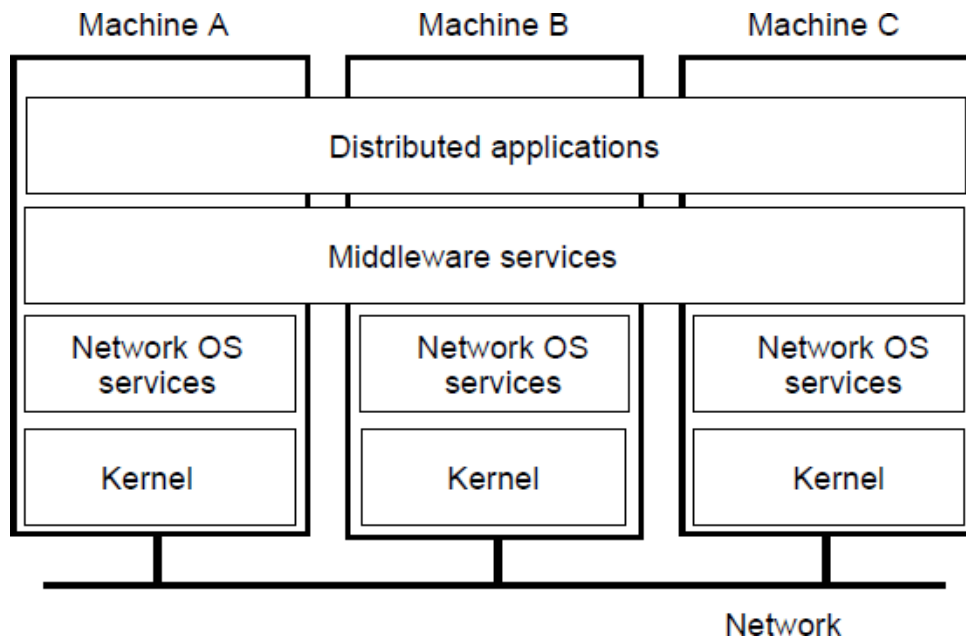 Machine A
Machine B
Machine C
Distributed applications
Middleware services
Network OS
services
Network OS
services
Network OS
services
Kernel
Kernel
Kernel
Network